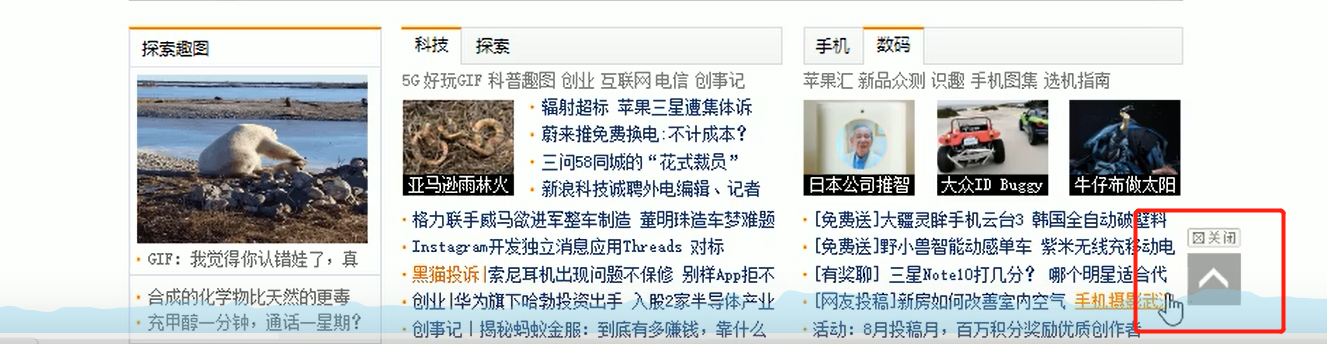 探索趣图
GIF：我觉得你认错娃了，真
合成的化学物比天然的更毒
充甲醇一分钟，通话一星期？
科技 探索
5G 好玩GIF 科普趣图 创业 互联网 电信 创事记
亚马逊雨林火
辐射超标 苹果三星遭集体诉
蔚来推免费换电:不计成本？
三问58同城的“花式裁员”
新浪科技诚聘外电编辑、记者
格力联手威马欲进军整车制造 董明珠造车梦难题
Instagram开发独立消息应用Threads 对标
黑猫投诉|索尼耳机出现问题不保修 别样App拒不
创业|华为旗下哈勃投资出手 入股2家半导体产业
创事记｜揭秘蚂蚁金服：到底有多赚钱，靠什么
手机 数码
苹果汇 新品众测 识趣 手机图集 选机指南
日本公司推智 大众ID Buggy 牛仔布做太阳
[免费送]大疆灵眸手机云台3 韩国全自动破壁料
[免费送]野小兽智能动感单车 紫米无线充移动电
[有奖聊] 三星Note10打几分？ 哪个明星适合代
[网友投稿]新房如何改善室内空气 手机摄影武
活动：8月投稿月，百万积分奖励优质创作者
关闭